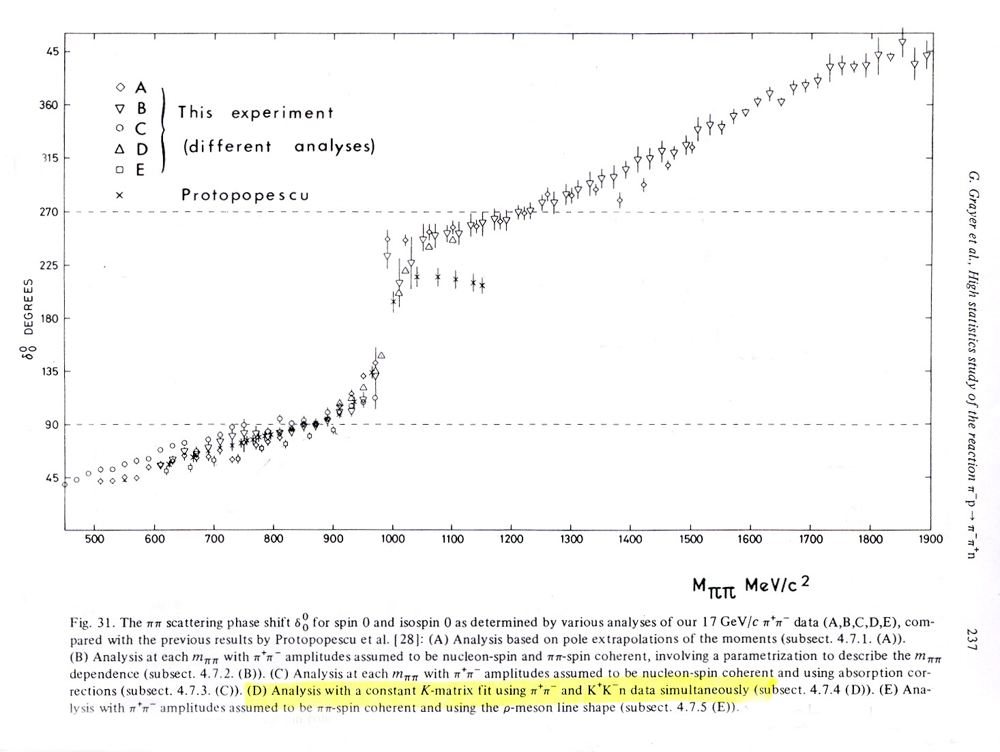 45
360
315
270
225
180
135
90
45
δ⁰₀ DEGREES
◇ A
▽ B
○ C
△ D
□ E
This experiment
(different analyses)
× Protopopescu
500 600 700 800 900 1000 1100 1200 1300 1400 1500 1600 1700 1800 1900
Mππ MeV/c²
Fig. 31. The ππ scattering phase shift δ⁰₀ for spin 0 and isospin 0 as determined by various analyses of our 17 GeV/c π⁺π⁻ data (A,B,C,D,E), com-
pared with the previous results by Protopopescu et al. [28]: (A) Analysis based on pole extrapolations of the moments (subsect. 4.7.1. (A)).
(B) Analysis at each mππ with π⁺π⁻ amplitudes assumed to be nucleon-spin and ππ-spin coherent, involving a parametrization to describe the mππ
dependence (subsect. 4.7.2. (B)). (C) Analysis at each mππ with π⁺π⁻ amplitudes assumed to be nucleon-spin coherent and using absorption cor-
rections (subsect. 4.7.3. (C)). (D) Analysis with a constant K-matrix fit using π⁺π⁻ and K⁺K⁻n data simultaneously (subsect. 4.7.4 (D)). (E) Ana-
lysis with π⁺π⁻ amplitudes assumed to be ππ-spin coherent and using the ρ-meson line shape (subsect. 4.7.5 (E)).
G. Grayer et al., High statistics study of the reaction π⁻p → π⁻π⁺n
237